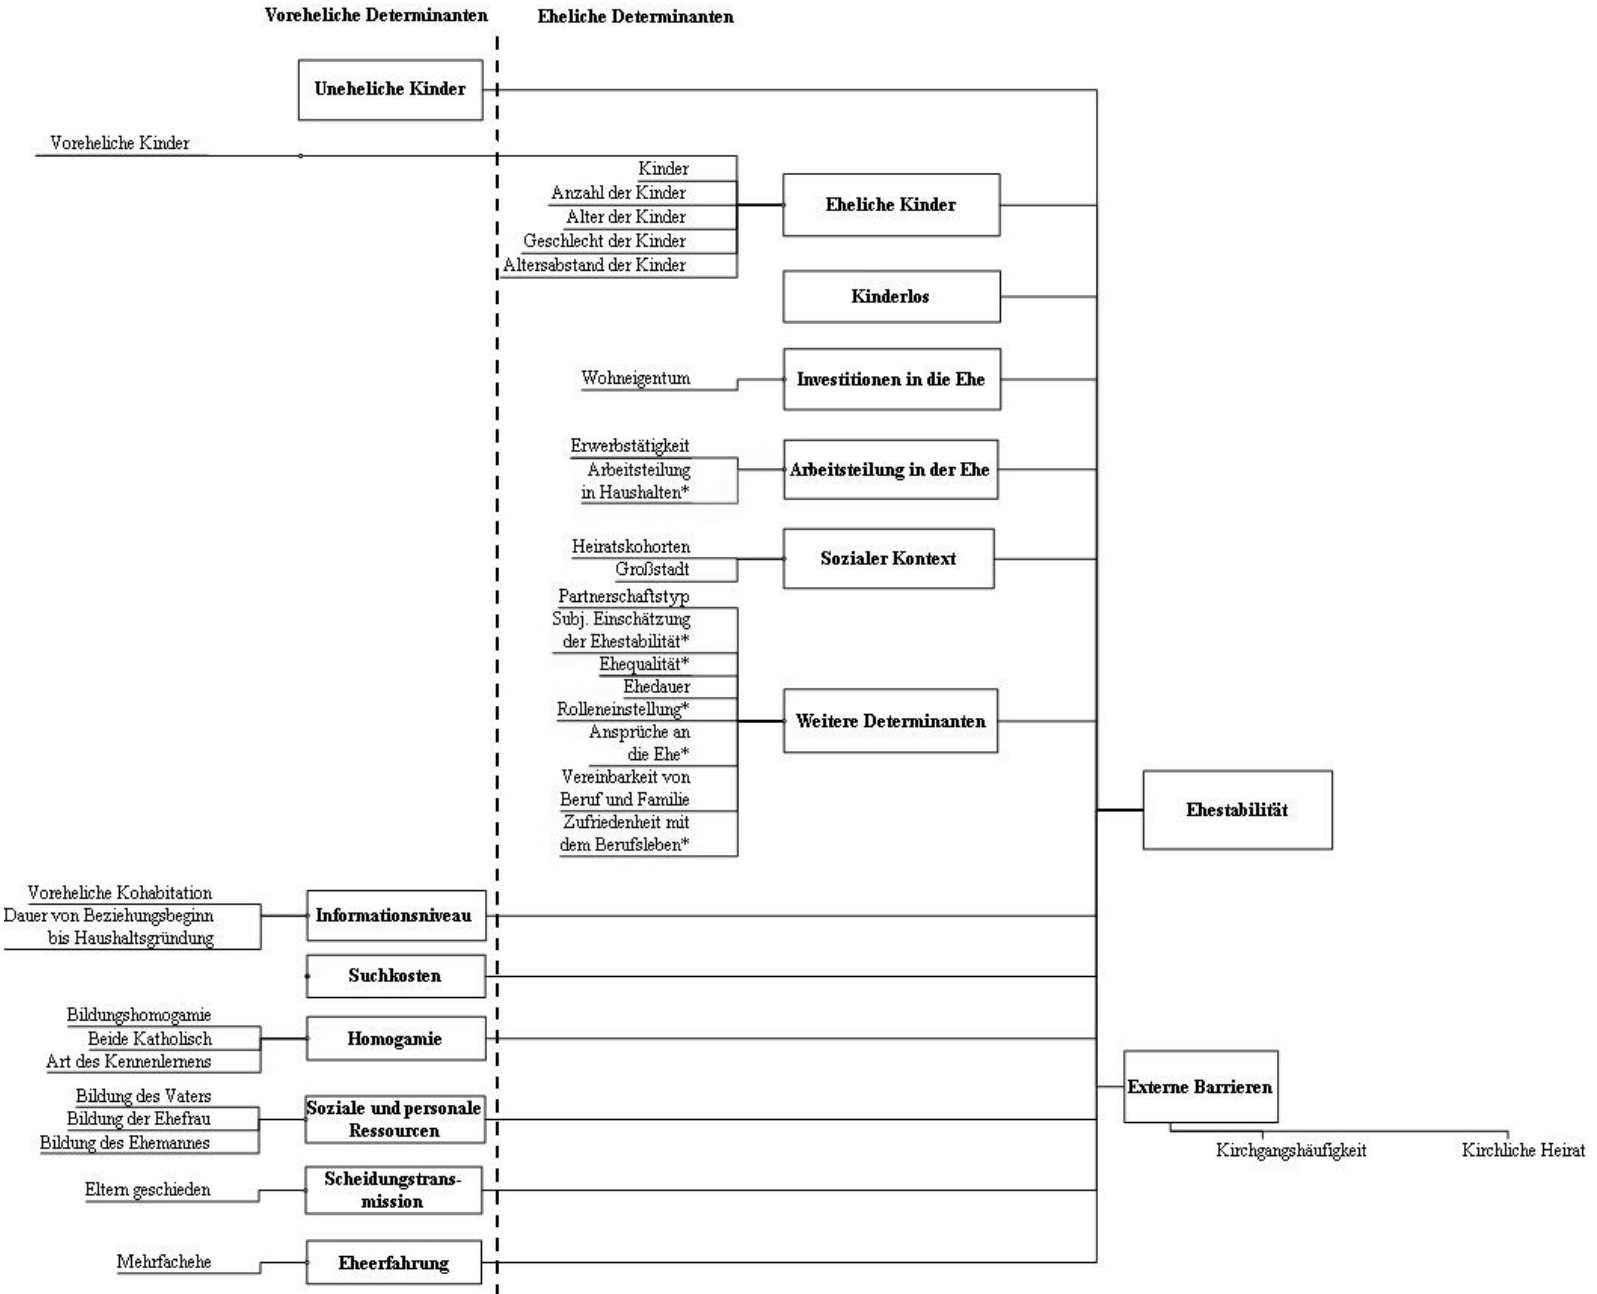 Voreheliche Determinanten
Eheliche Determinanten
Uneheliche Kinder
Voreheliche Kinder
Kinder
Anzahl der Kinder
Alter der Kinder
Geschlecht der Kinder
Altersabstand der Kinder
Eheliche Kinder
Kinderlos
Wohneigentum
Investitionen in die Ehe
Erwerbstätigkeit
Arbeitsteilung
in Haushalten*
Arbeitsteilung in der Ehe
Heiratskohorten
Großstadt
Sozialer Kontext
Partnerschaftstyp
Subj. Einschätzung
der Ehestabilität*
Ehequalität*
Ehedauer
Rolleneinstellung*
Ansprüche an
die Ehe*
Vereinbarkeit von
Beruf und Familie
Zufriedenheit mit
dem Berufsleben*
Weitere Determinanten
Ehestabilität
Voreheliche Kohabitation
Dauer von Beziehungsbeginn
bis Haushaltsgründung
Informationsniveau
Suchkosten
Bildungshomogamie
Beide Katholisch
Art des Kennenlernens
Homogamie
Externe Barrieren
Kirchgangshäufigkeit
Kirchliche Heirat
Bildung des Vaters
Bildung der Ehefrau
Bildung des Ehemannes
Soziale und personale
Ressourcen
Eltern geschieden
Scheidungstrans-
mission
Mehrfachehe
Eheerfahrung